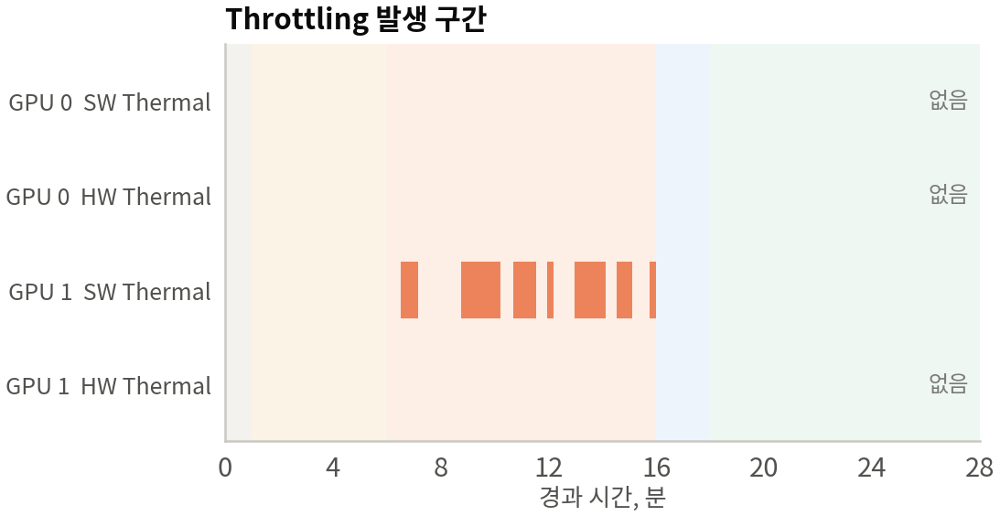 Throttling 발생 구간
GPU 0  SW Thermal
없음
GPU 0  HW Thermal
없음
GPU 1  SW Thermal
GPU 1  HW Thermal
없음
0 4 8 12 16 20 24 28
경과 시간, 분